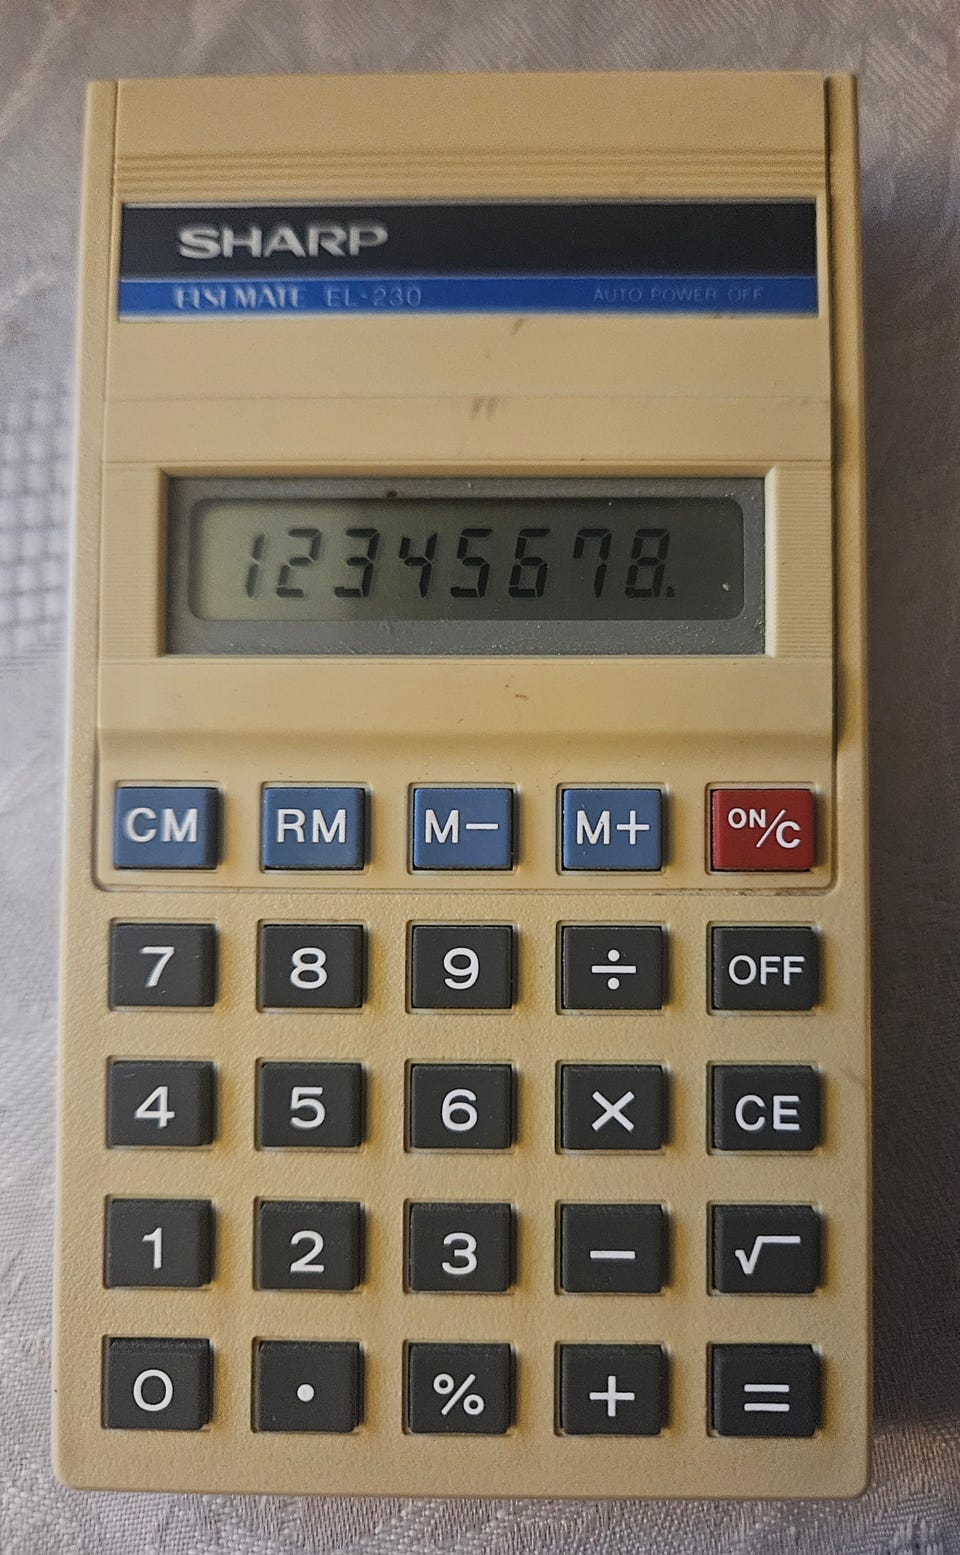 SHARP
ELSI MATE EL-230 AUTO POWER OFF
12345678.
CM RM M− M+ ON/C
7 8 9 ÷ OFF
4 5 6 × CE
1 2 3 − √
0 • % + =